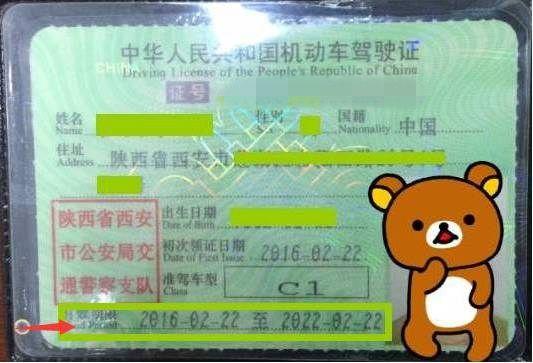 中华人民共和国机动车驾驶证
Driving License of the People's Republic of China
证号
姓名 性别 国籍 中国
Name Nationality
住址 陕西省西安市
Address
陕西省西安
市公安局交
通警察支队
出生日期
Date of Birth
初次领证日期 2016-02-22
Date of First Issue
准驾车型 C1
Class
2016-02-22 至 2022-02-22
Period